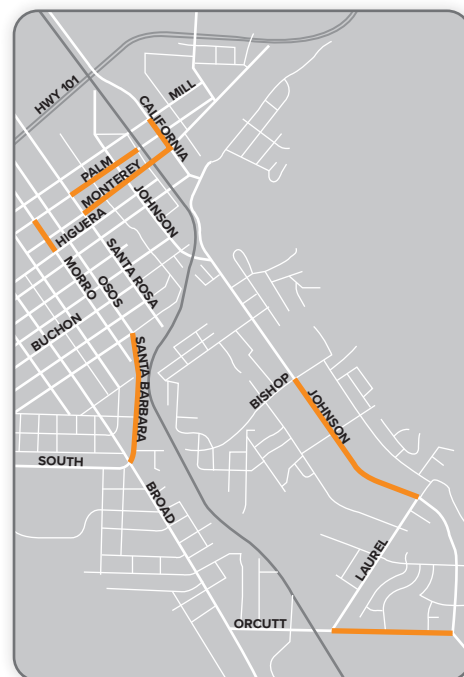 HWY 101
MILL
CALIFORNIA
PALM
MONTEREY
JOHNSON
HIGUERA
SANTA ROSA
MORRO
OSOS
BUCHON
SANTA BARBARA
BISHOP
JOHNSON
SOUTH
BROAD
LAUREL
ORCUTT